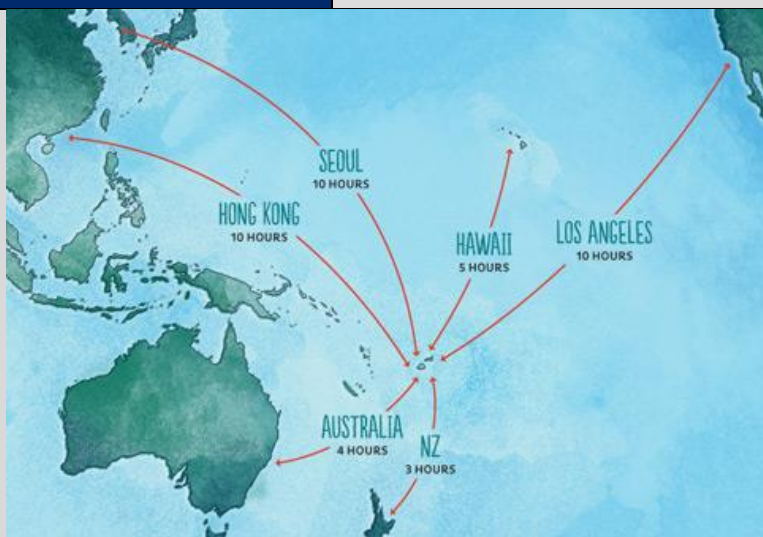 SEOUL
10 HOURS
HONG KONG
10 HOURS
HAWAII
5 HOURS
LOS ANGELES
10 HOURS
AUSTRALIA
4 HOURS
NZ
3 HOURS